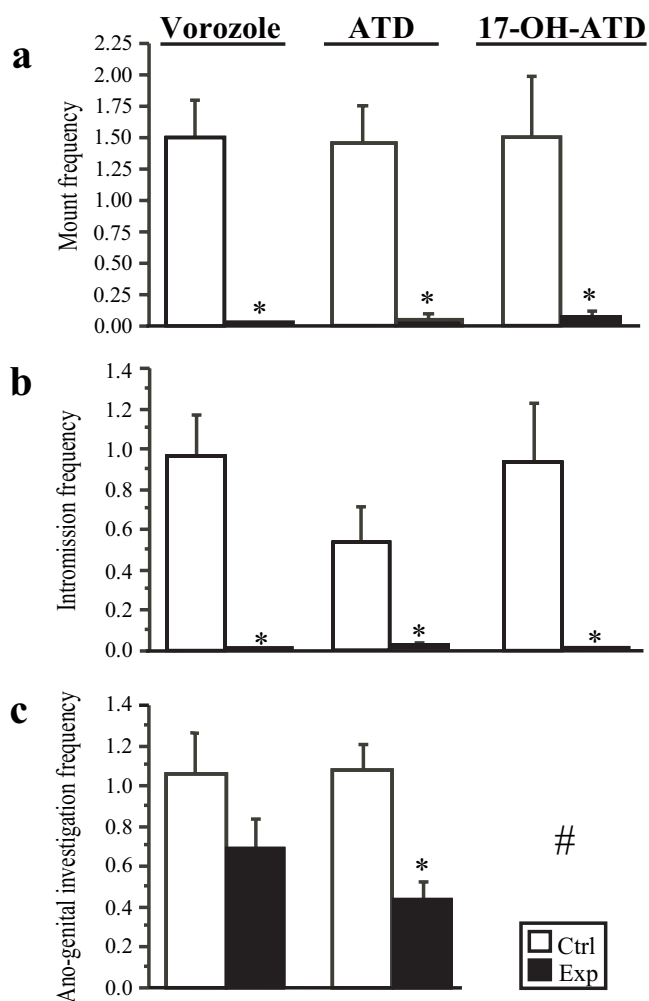 Vorozole ATD 17-OH-ATD
a
Mount frequency
2.25
2.00
1.75
1.50
1.25
1.00
0.75
0.50
0.25
0.00
* * *
b
Intromission frequency
1.4
1.2
1.0
0.8
0.6
0.4
0.2
0.0
* * *
c
Ano-genital investigation frequency
1.4
1.2
1.0
0.8
0.6
0.4
0.2
0.0
*
#
Ctrl
Exp